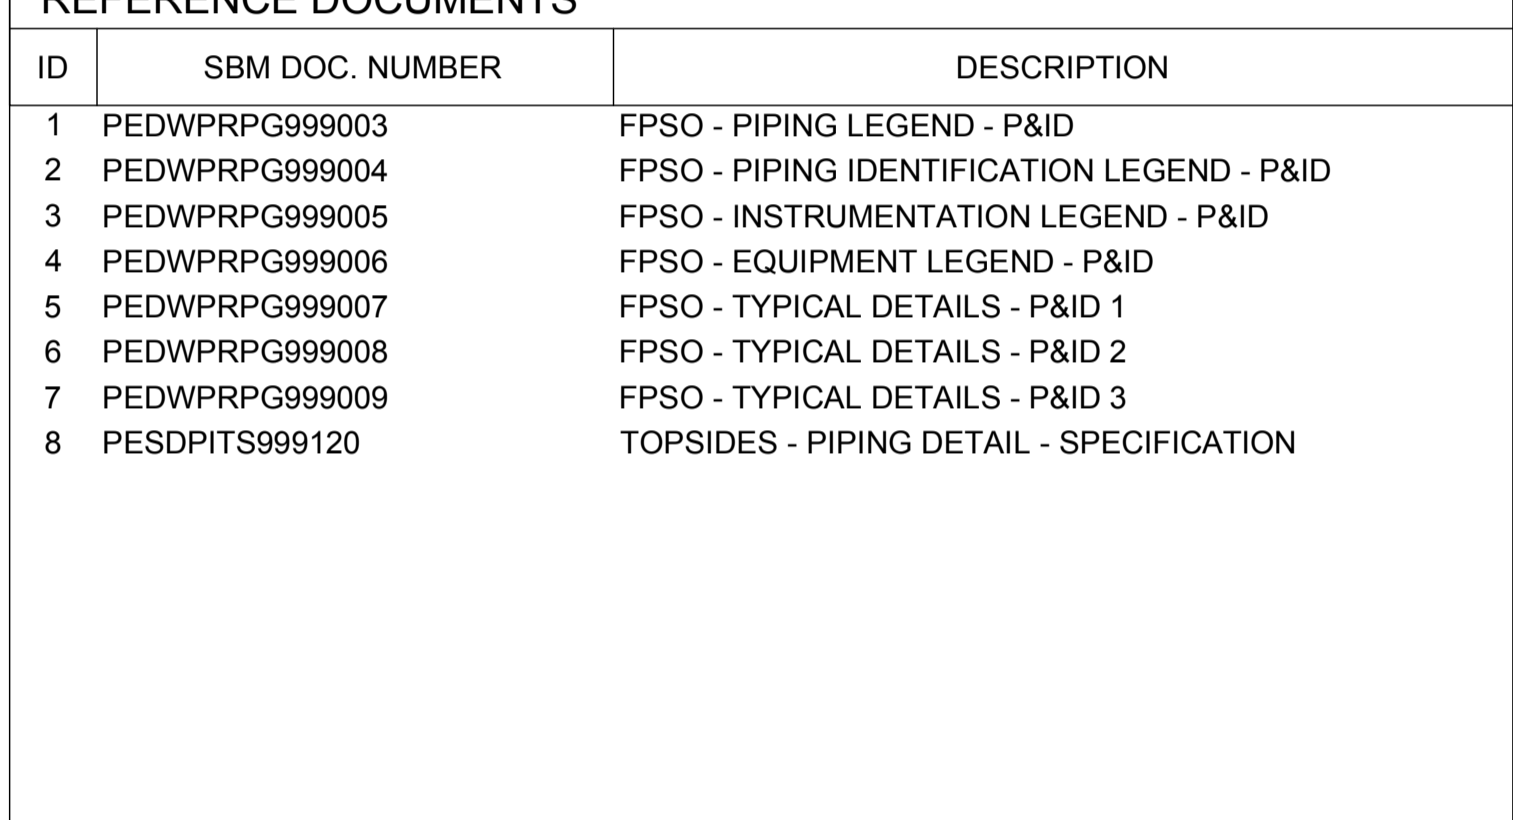 REFERENCE DOCUMENTS
ID SBM DOC. NUMBER DESCRIPTION
1 PEDWPRPG999003 FPSO - PIPING LEGEND - P&ID
2 PEDWPRPG999004 FPSO - PIPING IDENTIFICATION LEGEND - P&ID
3 PEDWPRPG999005 FPSO - INSTRUMENTATION LEGEND - P&ID
4 PEDWPRPG999006 FPSO - EQUIPMENT LEGEND - P&ID
5 PEDWPRPG999007 FPSO - TYPICAL DETAILS - P&ID 1
6 PEDWPRPG999008 FPSO - TYPICAL DETAILS - P&ID 2
7 PEDWPRPG999009 FPSO - TYPICAL DETAILS - P&ID 3
8 PESDPITS999120 TOPSIDES - PIPING DETAIL - SPECIFICATION